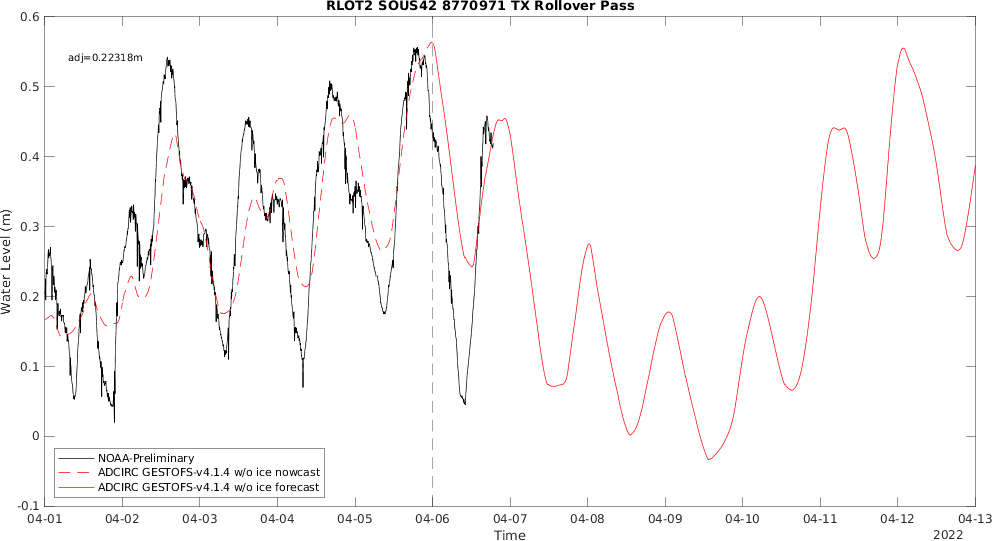 RLOT2 SOUS42 8770971 TX Rollover Pass
adj=0.22318m
0.6
0.5
0.4
0.3
0.2
0.1
0
-0.1
Water Level (m)
NOAA-Preliminary
ADCIRC GESTOFS-v4.1.4 w/o ice nowcast
ADCIRC GESTOFS-v4.1.4 w/o ice forecast
04-01 04-02 04-03 04-04 04-05 04-06 04-07 04-08 04-09 04-10 04-11 04-12 04-13
Time
2022